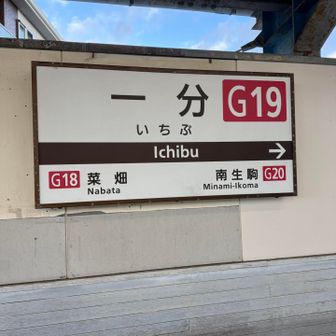 一分 G19
いちぶ
Ichibu →
G18 菜畑 南生駒 G20
Nabata Minami-Ikoma